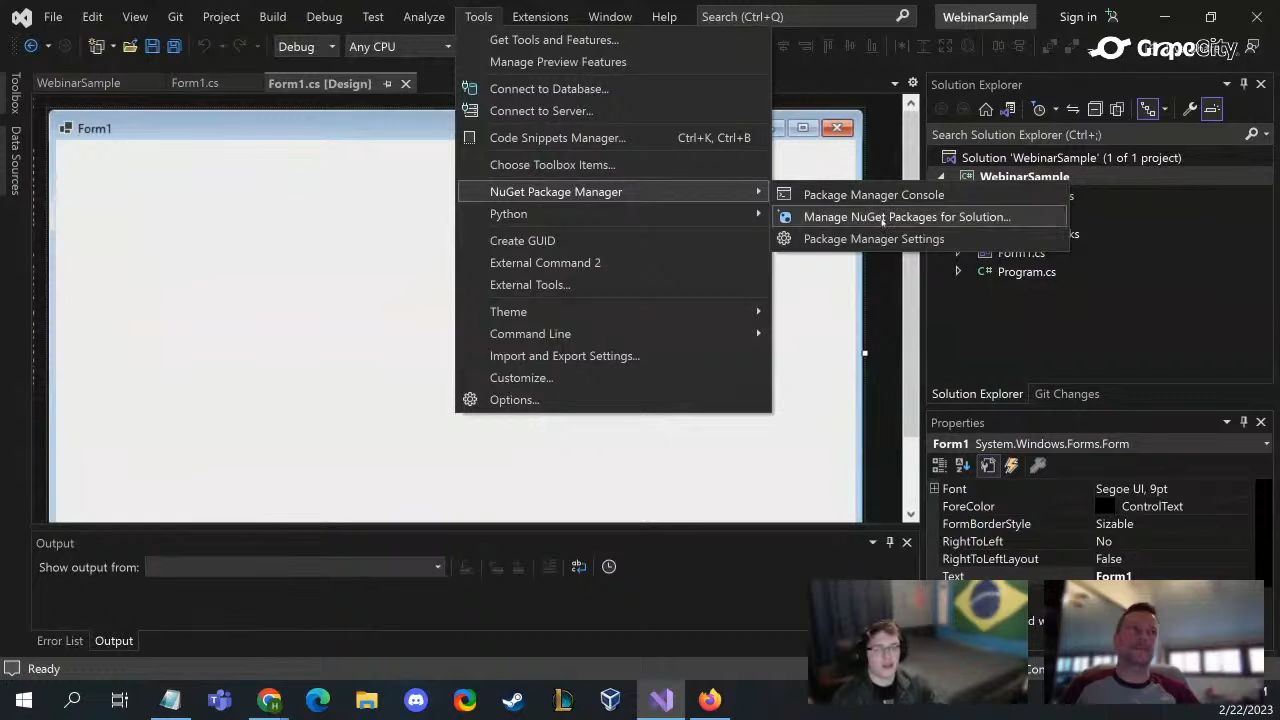 File Edit View Git Project Build Debug Test Analyze Tools Extensions Window Help Search (Ctrl+Q) WebinarSample Sign in
Debug Any CPU
GrapeCity
WebinarSample Form1.cs Form1.cs [Design]
Toolbox
Data Sources
Form1
Get Tools and Features...
Manage Preview Features
Connect to Database...
Connect to Server...
Code Snippets Manager... Ctrl+K, Ctrl+B
Choose Toolbox Items...
NuGet Package Manager
Python
Create GUID
External Command 2
External Tools...
Theme
Command Line
Import and Export Settings...
Customize...
Options...
Package Manager Console
Manage NuGet Packages for Solution...
Package Manager Settings
Solution Explorer
Search Solution Explorer (Ctrl+;)
Solution 'WebinarSample' (1 of 1 project)
WebinarSample
Form1.cs
C# Program.cs
Solution Explorer Git Changes
Properties
Form1 System.Windows.Forms.Form
Font Segoe UI, 9pt
ForeColor ControlText
FormBorderStyle Sizable
RightToLeft No
RightToLeftLayout False
Text Form1
Output
Show output from:
Error List Output
Ready
2/22/2023